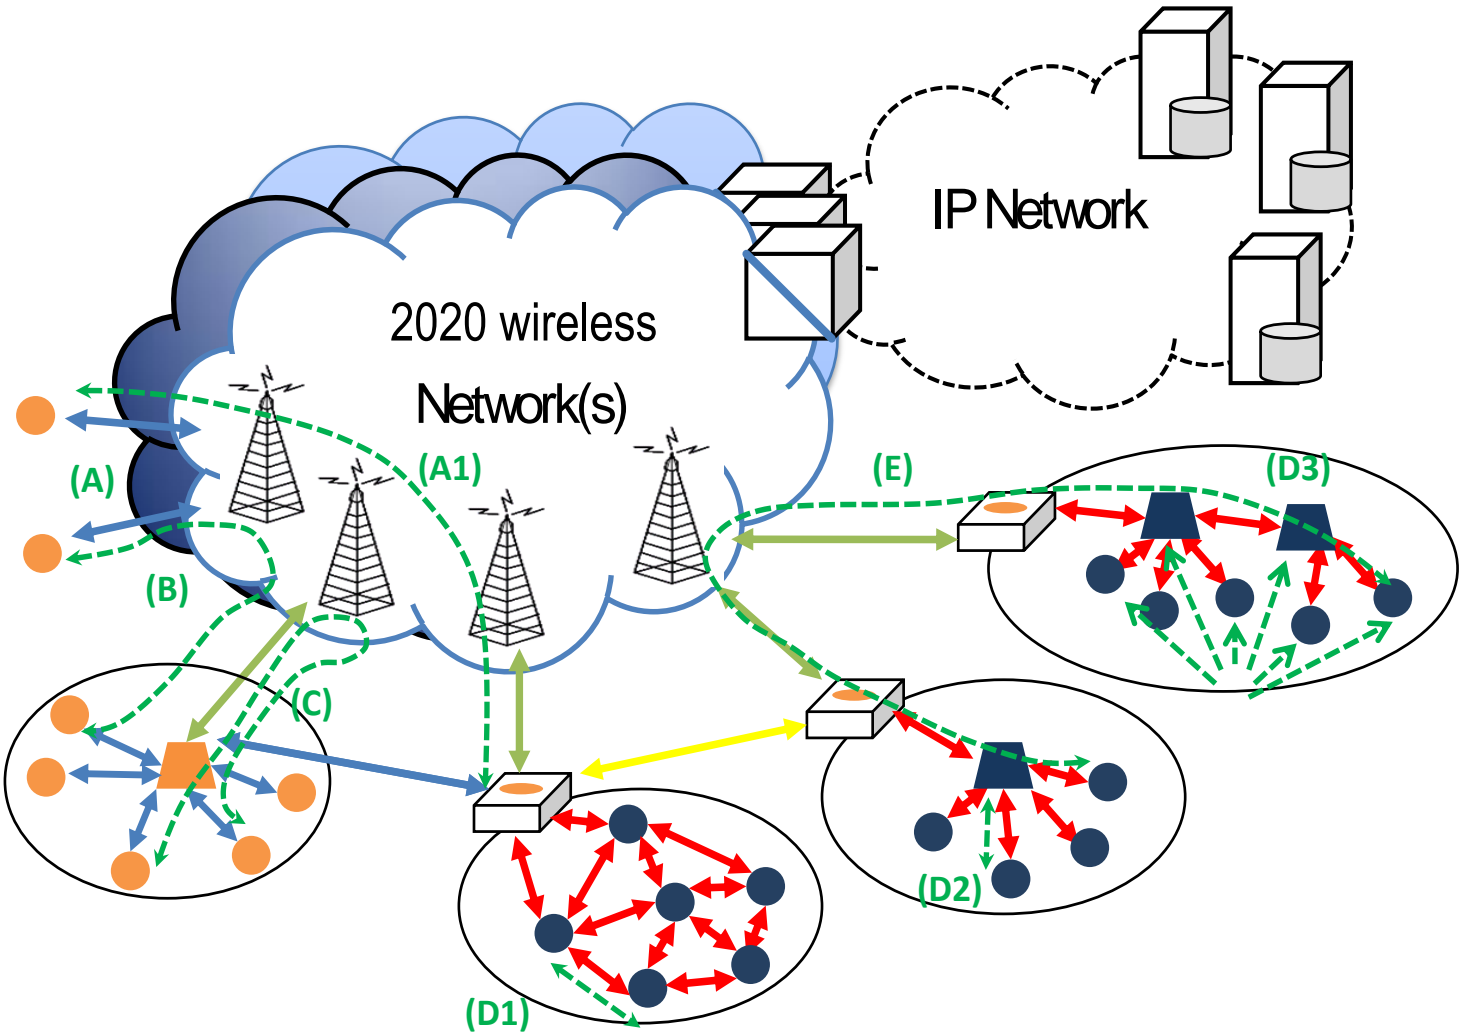 IP Network
2020 wireless
Network(s)
(A)
(A1)
(E)
(D3)
(B)
(C)
(D2)
(D1)